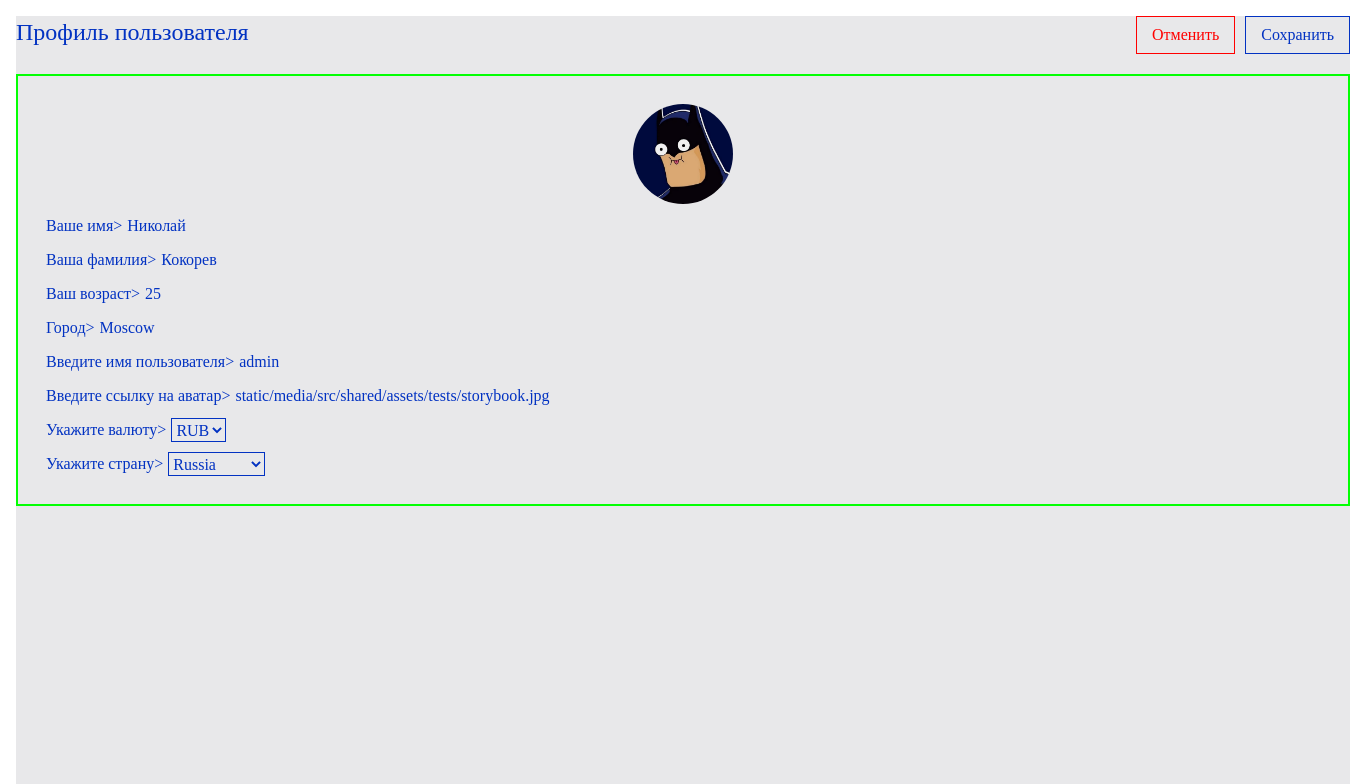 Профиль пользователя
Отменить
Сохранить
Ваше имя> Николай
Ваша фамилия> Кокорев
Ваш возраст> 25
Город> Moscow
Введите имя пользователя> admin
Введите ссылку на аватар> static/media/src/shared/assets/tests/storybook.jpg
Укажите валюту> RUB
Укажите страну> Russia